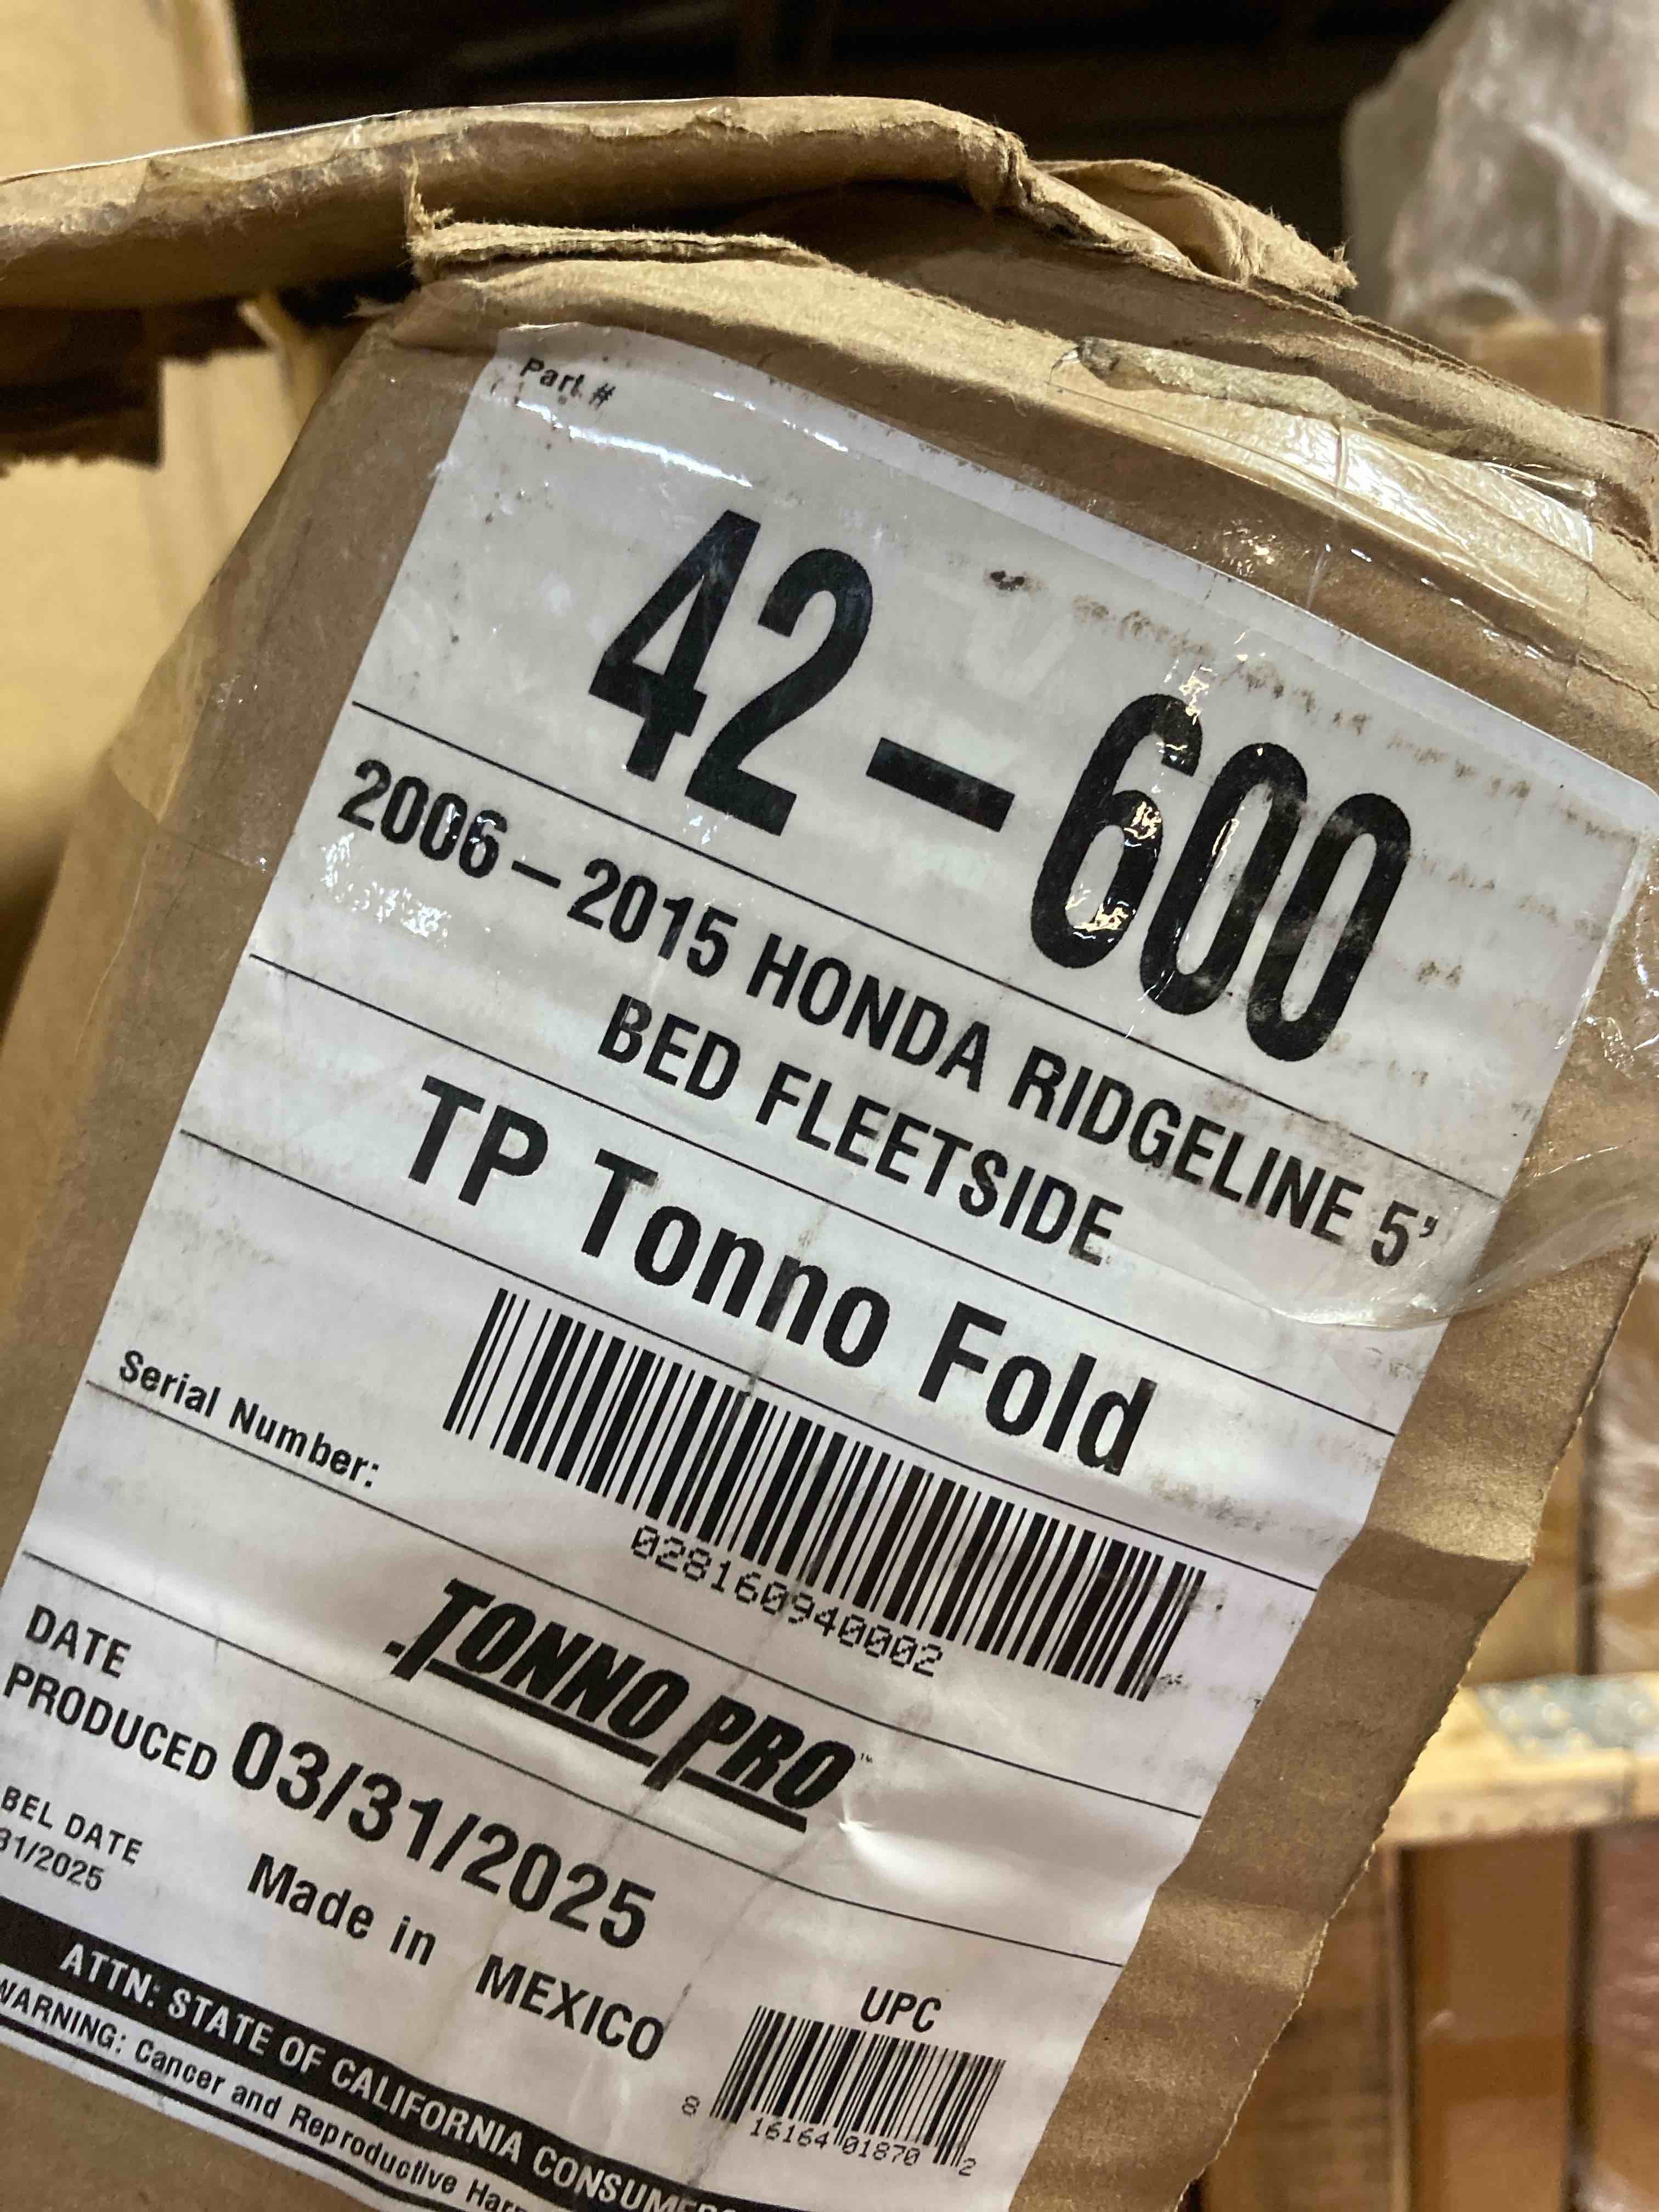 Part #
42-600
2006-2015 HONDA RIDGELINE 5'
BED FLEETSIDE
TP Tonno Fold
Serial Number:
028160940002
TONNO PRO™
DATE
PRODUCED 03/31/2025
BEL DATE
31/2025
Made in MEXICO
UPC
8 16164 01870 2
ATTN: STATE OF CALIFORNIA CONSUMERS
WARNING: Cancer and Reproductive Harm